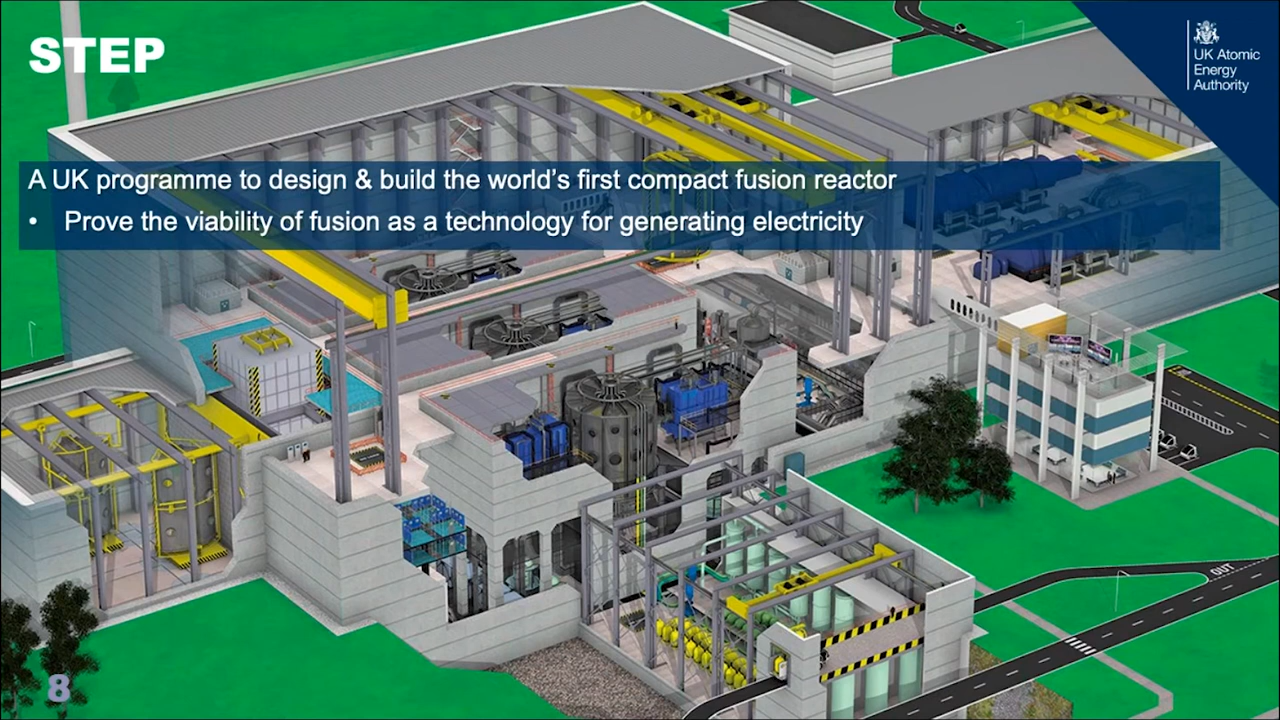 STEP
UK Atomic
Energy
Authority
A UK programme to design & build the world's first compact fusion reactor
• Prove the viability of fusion as a technology for generating electricity
OUT
8